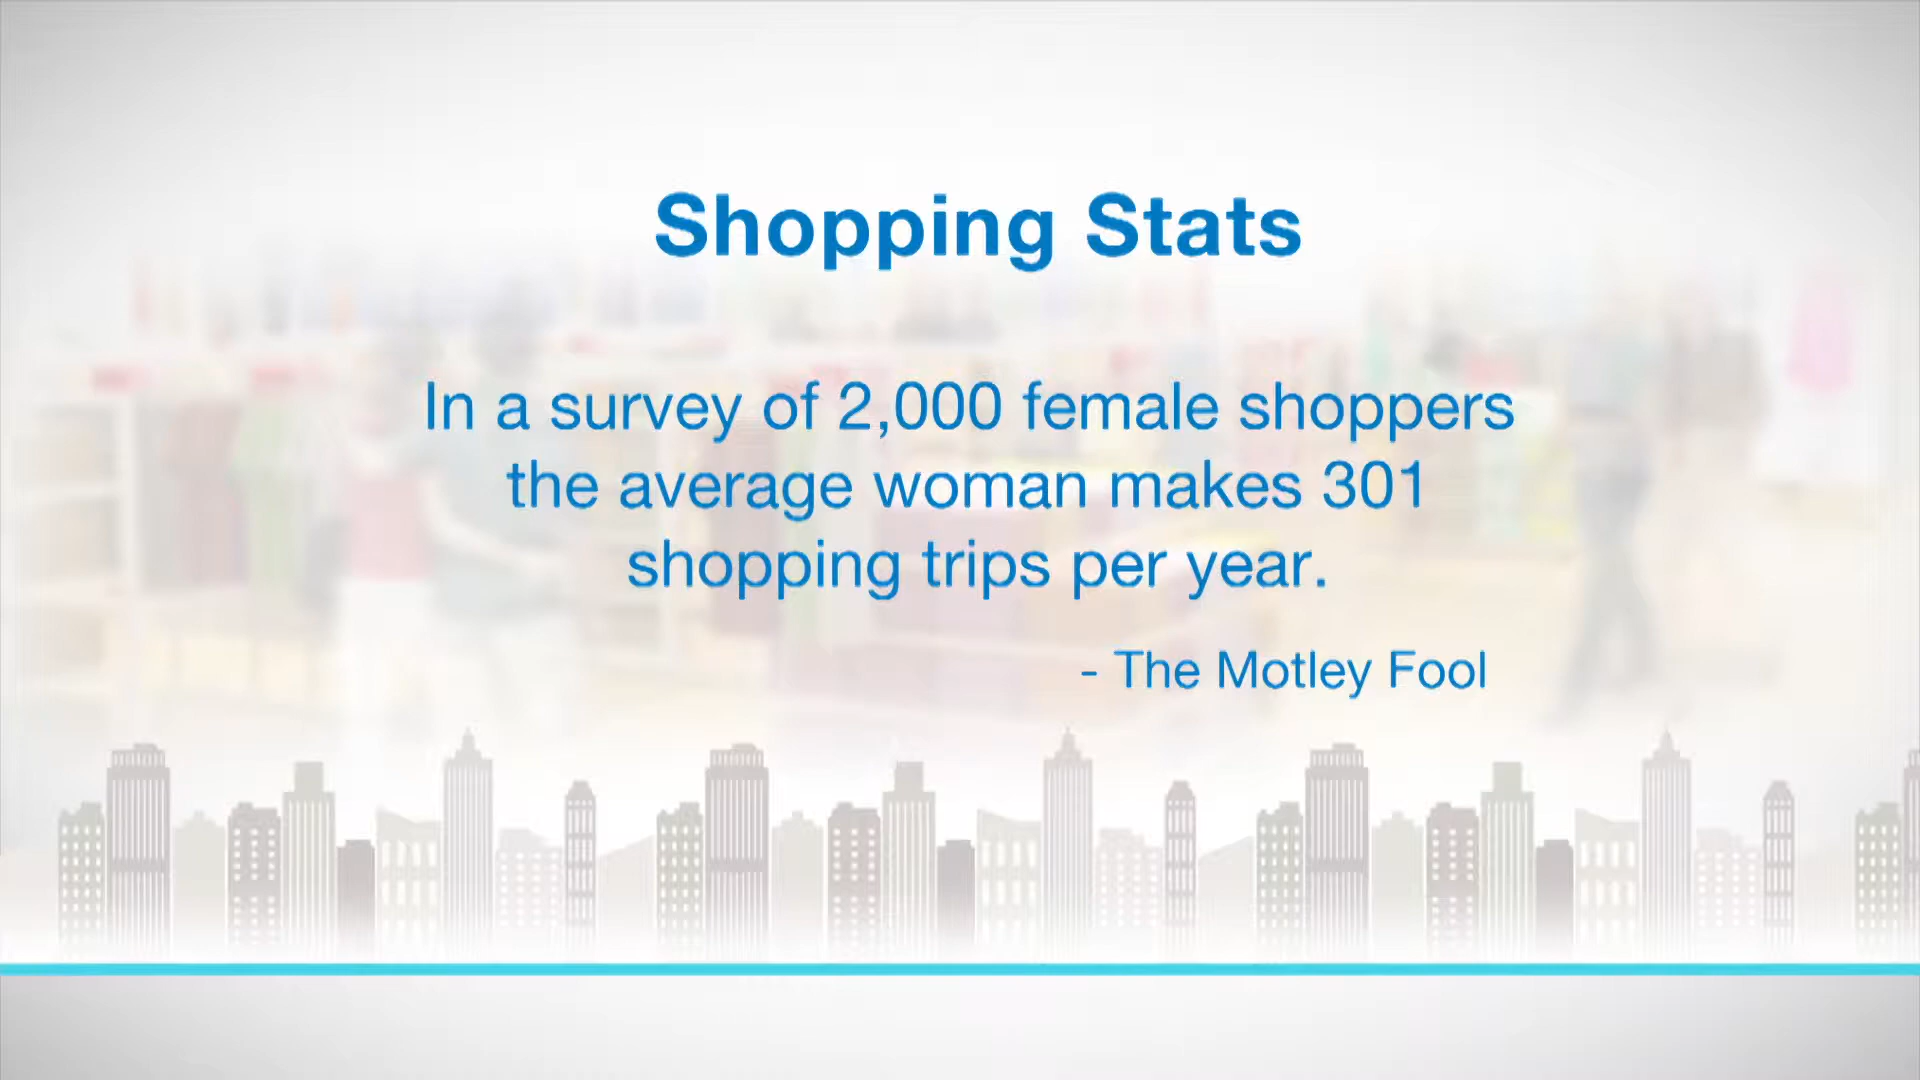 Shopping Stats
In a survey of 2,000 female shoppers
the average woman makes 301
shopping trips per year.
- The Motley Fool